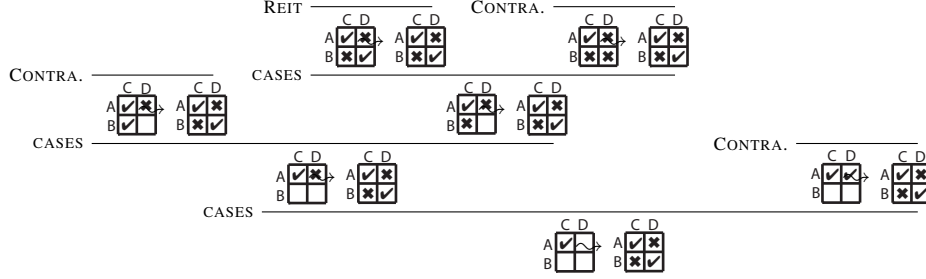 REIT CONTRA.
C D C D C D C D
A ✔ ✖ ⤳ A ✔ ✖ A ✔ ✖ ⤳ A ✔ ✖
B ✖ ✔ B ✖ ✔ B ✖ ✖ B ✖ ✔
CONTRA. CASES
C D C D C D C D
A ✔ ✖ ⤳ A ✔ ✖ A ✔ ✖ ⤳ A ✔ ✖
B ✔ B ✖ ✔ B ✖ B ✖ ✔
CASES CONTRA.
C D C D C D C D
A ✔ ✖ ⤳ A ✔ ✖ A ✔ ✔ ⤳ A ✔ ✖
B B ✖ ✔ B B ✖ ✔
CASES
C D C D
A ✔ ⤳ A ✔ ✖
B B ✖ ✔